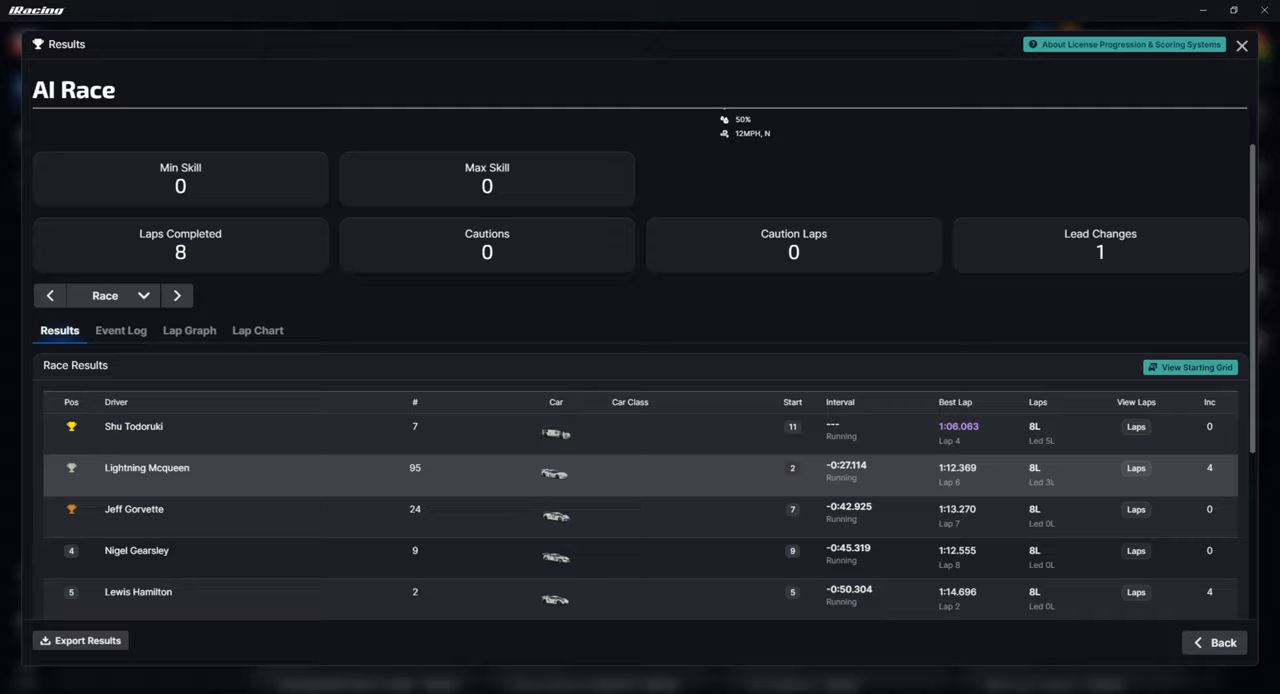 iRacing
Results
About License Progression & Scoring Systems
AI Race
50%
12MPH, N
Min Skill
0
Max Skill
0
Laps Completed
8
Cautions
0
Caution Laps
0
Lead Changes
1
Race
Results Event Log Lap Graph Lap Chart
Race Results
View Starting Grid
Pos Driver # Car Car Class Start Interval Best Lap Laps View Laps Inc
Shu Todoruki 7 11 --- 1:06.063 8L Laps 0
Running Lap 4 Led 5L
Lightning Mcqueen 95 2 -0:27.114 1:12.369 8L Laps 4
Running Lap 6 Led 3L
Jeff Gorvette 24 7 -0:42.925 1:13.270 8L Laps 0
Running Lap 7 Led 0L
4 Nigel Gearsley 9 9 -0:45.319 1:12.555 8L Laps 0
Running Lap 8 Led 0L
5 Lewis Hamilton 2 5 -0:50.304 1:14.696 8L Laps 4
Running Lap 2 Led 0L
Export Results
Back